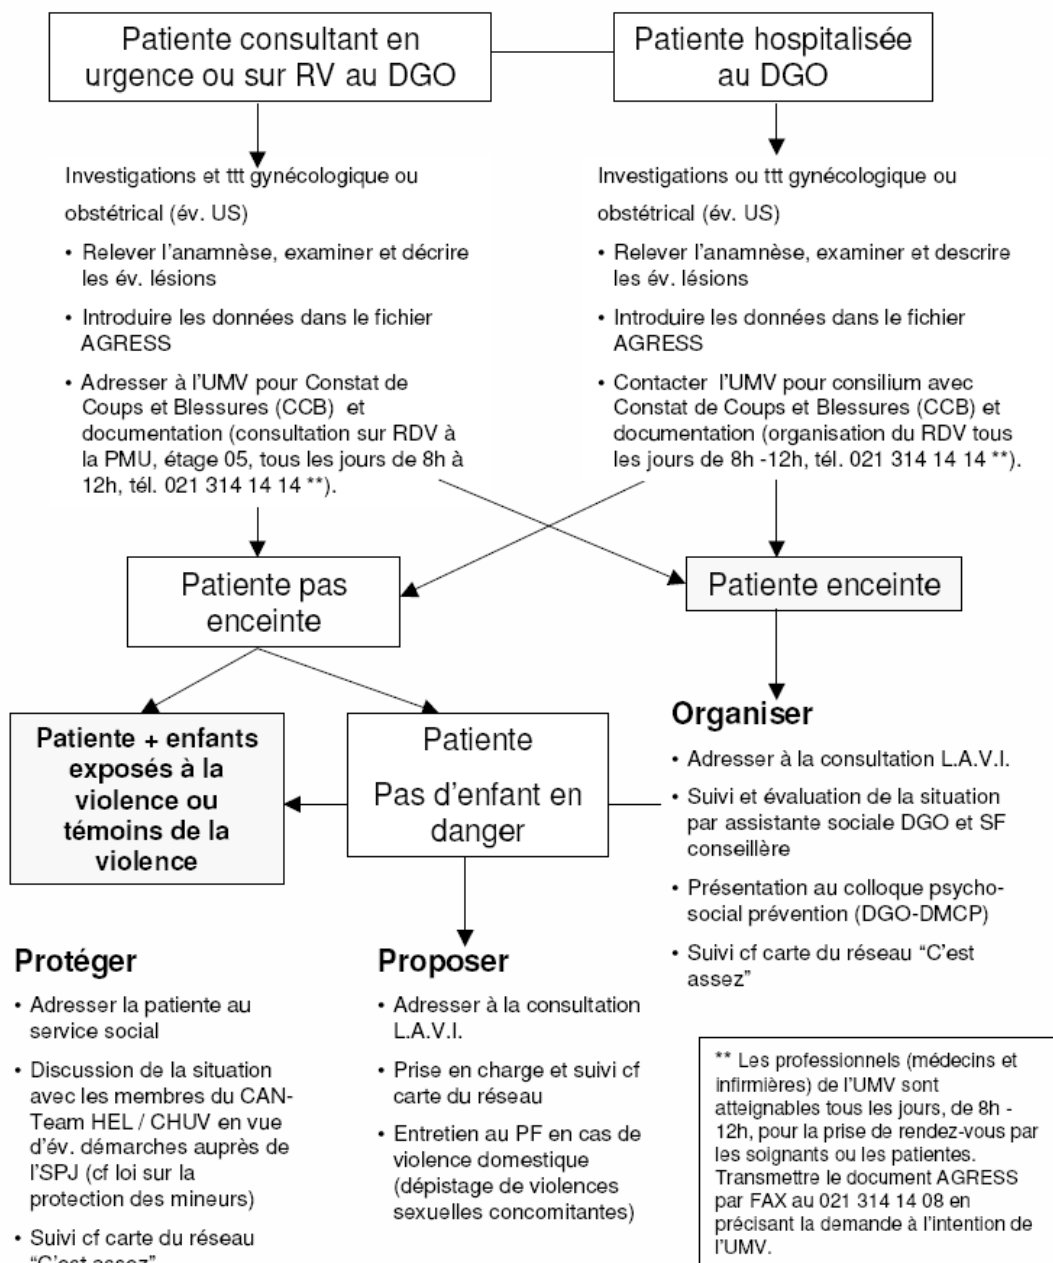 Patiente consultant en
urgence ou sur RV au DGO
Patiente hospitalisée
au DGO
Investigations et ttt gynécologique ou
obstétrical (év. US)
• Relever l'anamnèse, examiner et décrire
les év. lésions
• Introduire les données dans le fichier
AGRESS
• Adresser à l'UMV pour Constat de
Coups et Blessures (CCB) et
documentation (consultation sur RDV à
la PMU, étage 05, tous les jours de 8h à
12h, tél. 021 314 14 14 **).
Investigations ou ttt gynécologique ou
obstétrical (év. US)
• Relever l'anamnèse, examiner et descrire
les év. lésions
• Introduire les données dans le fichier
AGRESS
• Contacter l'UMV pour consilium avec
Constat de Coups et Blessures (CCB) et
documentation (organisation du RDV tous
les jours de 8h -12h, tél. 021 314 14 14 **).
Patiente pas
enceinte
Patiente enceinte
Patiente + enfants
exposés à la
violence ou
témoins de la
violence
Patiente
Pas d'enfant en
danger
Organiser
• Adresser à la consultation L.A.V.I.
• Suivi et évaluation de la situation
par assistante sociale DGO et SF
conseillère
• Présentation au colloque psycho-
social prévention (DGO-DMCP)
• Suivi cf carte du réseau "C'est
assez"
Protéger
• Adresser la patiente au
service social
• Discussion de la situation
avec les membres du CAN-
Team HEL / CHUV en vue
d'év. démarches auprès de
l'SPJ (cf loi sur la
protection des mineurs)
• Suivi cf carte du réseau
"C'est assez"
Proposer
• Adresser à la consultation
L.A.V.I.
• Prise en charge et suivi cf
carte du réseau
• Entretien au PF en cas de
violence domestique
(dépistage de violences
sexuelles concomitantes)
** Les professionnels (médecins et
infirmières) de l'UMV sont
atteignables tous les jours, de 8h -
12h, pour la prise de rendez-vous par
les soignants ou les patientes.
Transmettre le document AGRESS
par FAX au 021 314 14 08 en
précisant la demande à l'intention de
l'UMV.